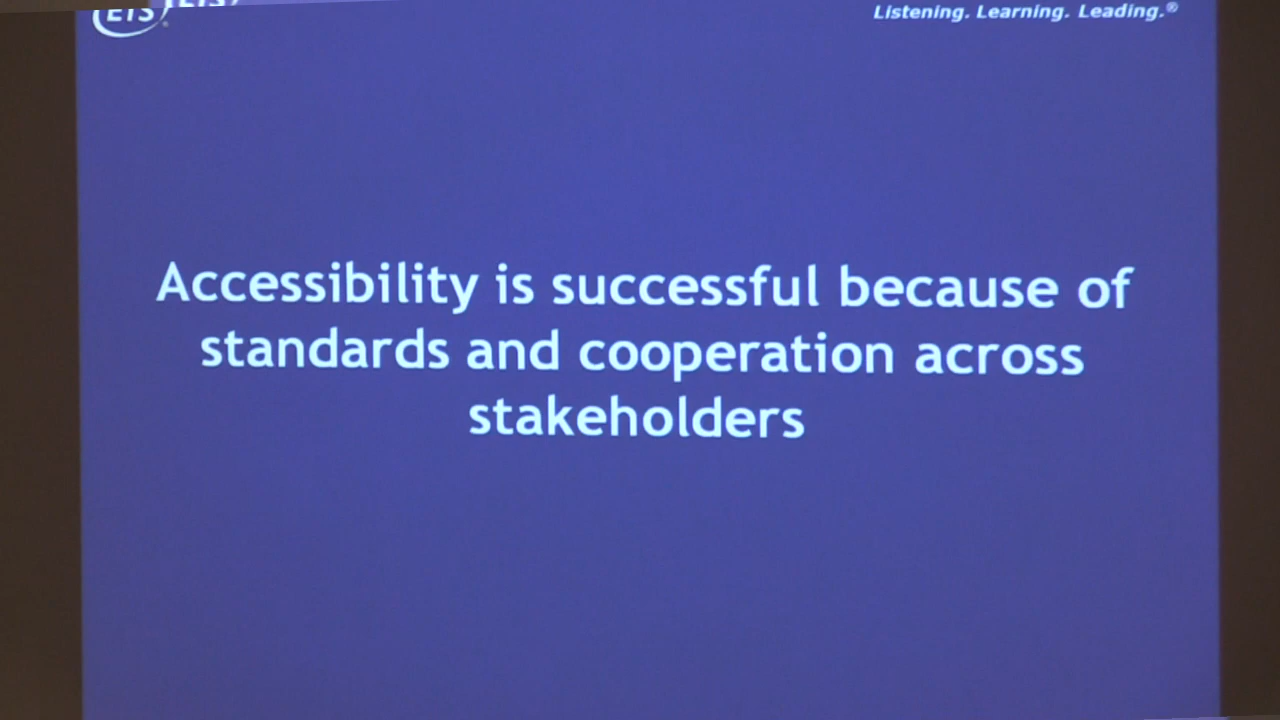 ETS
Listening. Learning. Leading.®
Accessibility is successful because of
standards and cooperation across
stakeholders